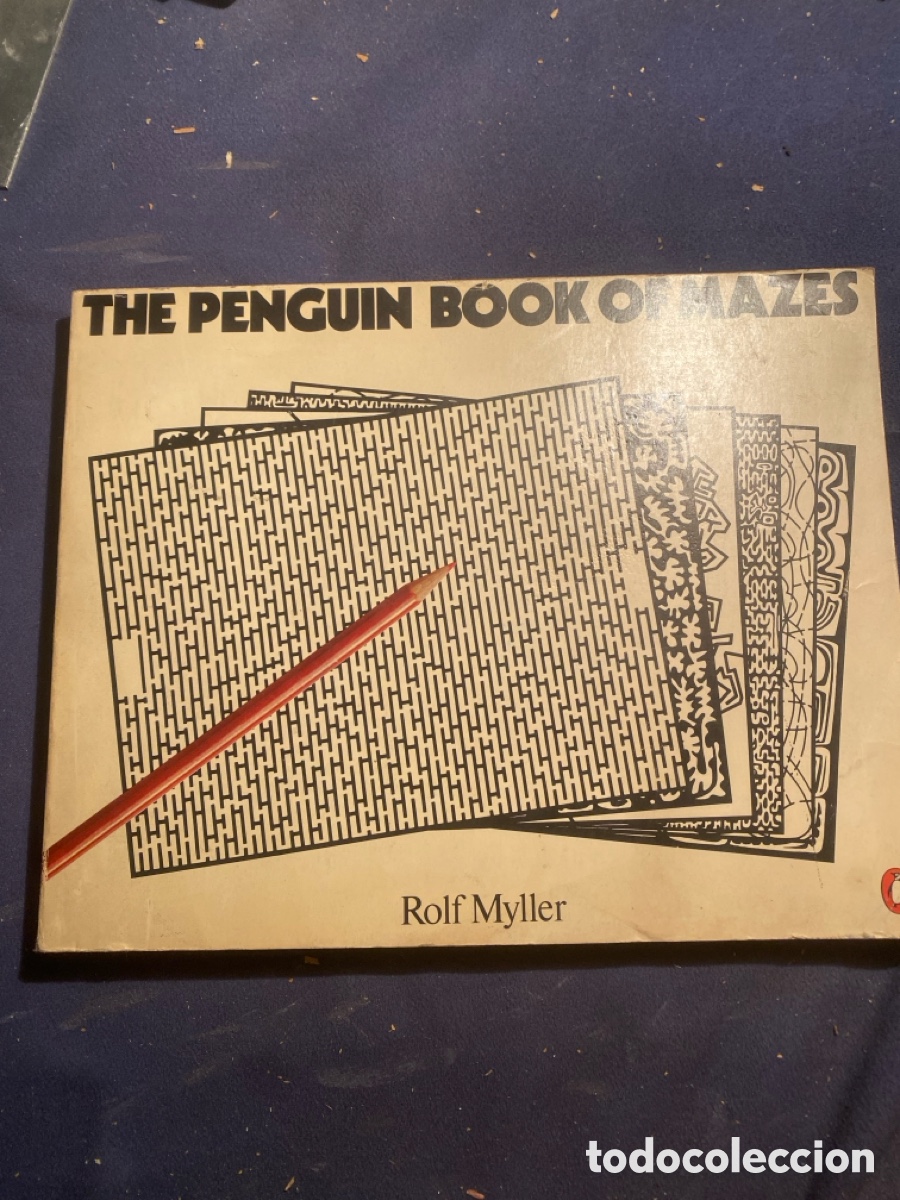 THE PENGUIN BOOK OF MAZES
Rolf Myller
todocoleccion